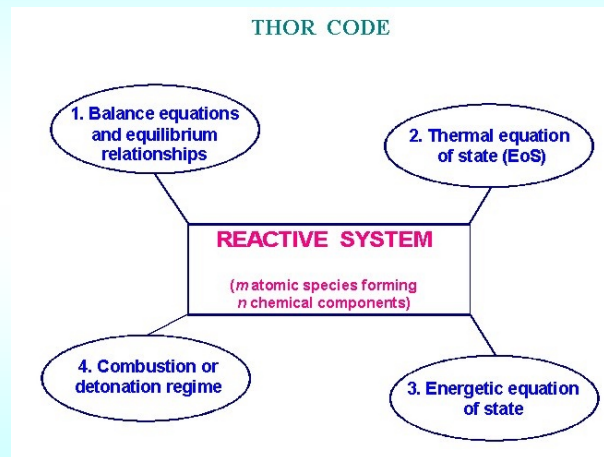 THOR CODE
1. Balance equations
and equilibrium
relationships
2. Thermal equation
of state (EoS)
REACTIVE SYSTEM
(m atomic species forming
n chemical components)
4. Combustion or
detonation regime
3. Energetic equation
of state